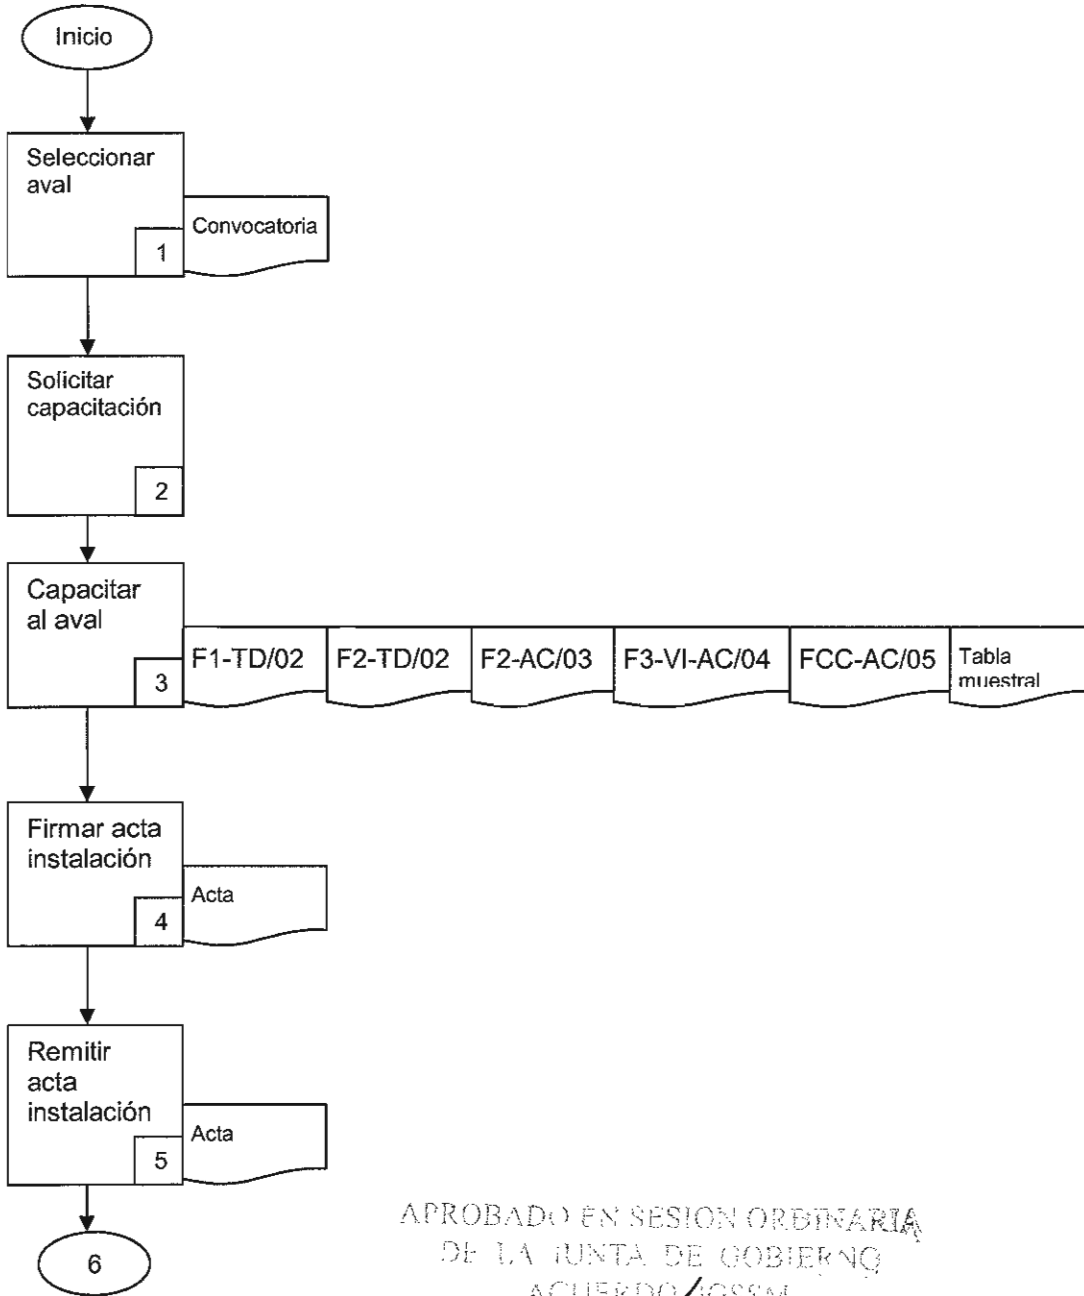 Inicio
Seleccionar
aval
1
Convocatoria
Solicitar
capacitación
2
Capacitar
al aval
3
F1-TD/02
F2-TD/02
F2-AC/03
F3-VI-AC/04
FCC-AC/05
Tabla
muestral
Firmar acta
instalación
4
Acta
Remitir
acta
instalación
5
Acta
6
APROBADO EN SESION ORDINARIA
DE LA JUNTA DE GOBIERNO
ACUERDO